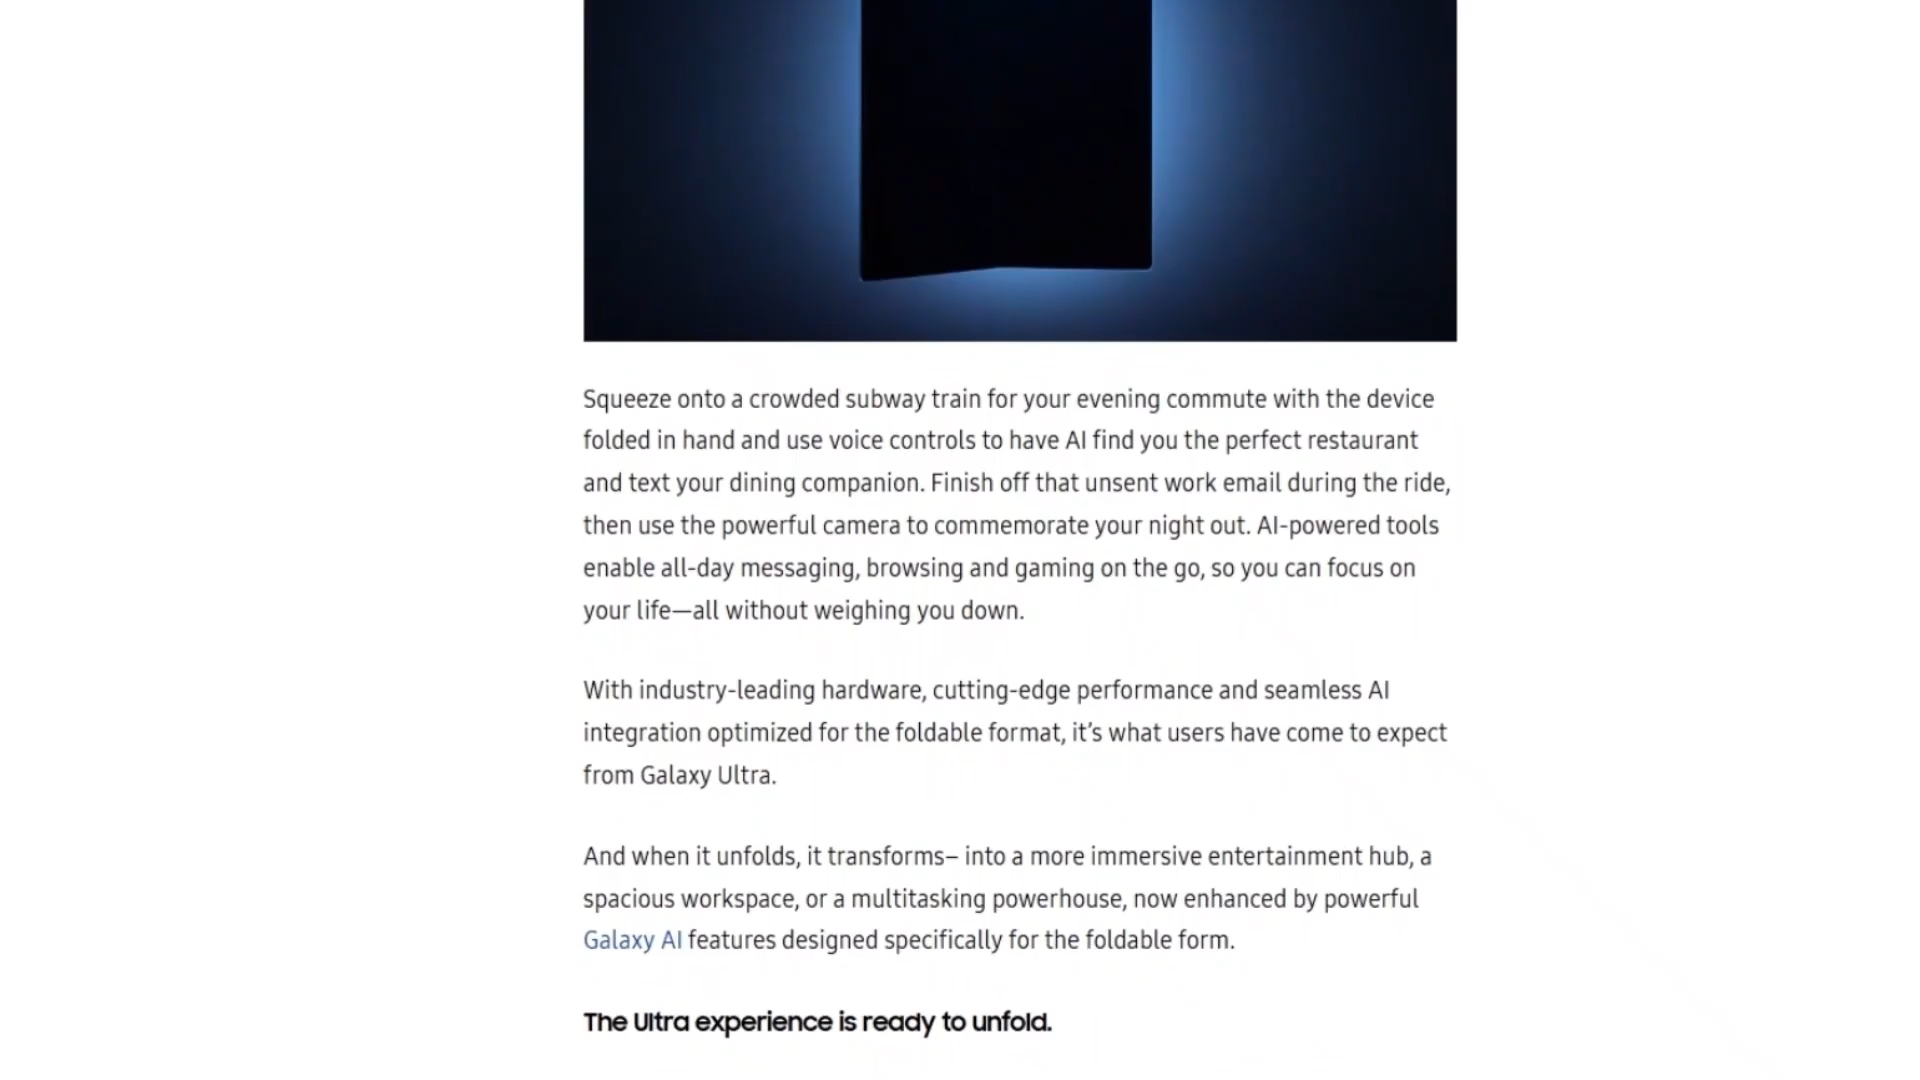 Squeeze onto a crowded subway train for your evening commute with the device
folded in hand and use voice controls to have AI find you the perfect restaurant
and text your dining companion. Finish off that unsent work email during the ride,
then use the powerful camera to commemorate your night out. AI-powered tools
enable all-day messaging, browsing and gaming on the go, so you can focus on
your life—all without weighing you down.
With industry-leading hardware, cutting-edge performance and seamless AI
integration optimized for the foldable format, it’s what users have come to expect
from Galaxy Ultra.
And when it unfolds, it transforms– into a more immersive entertainment hub, a
spacious workspace, or a multitasking powerhouse, now enhanced by powerful
Galaxy AI features designed specifically for the foldable form.
The Ultra experience is ready to unfold.